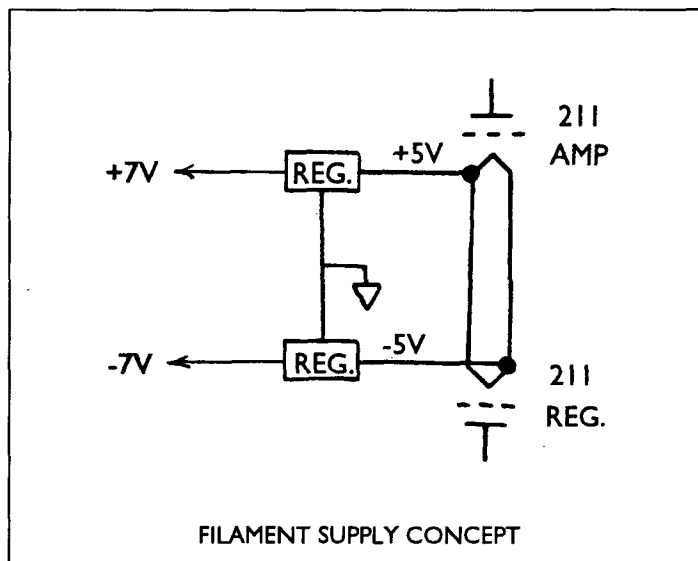 211
AMP
+7V
REG.
+5V
-7V
REG.
-5V
211
REG.
FILAMENT SUPPLY CONCEPT